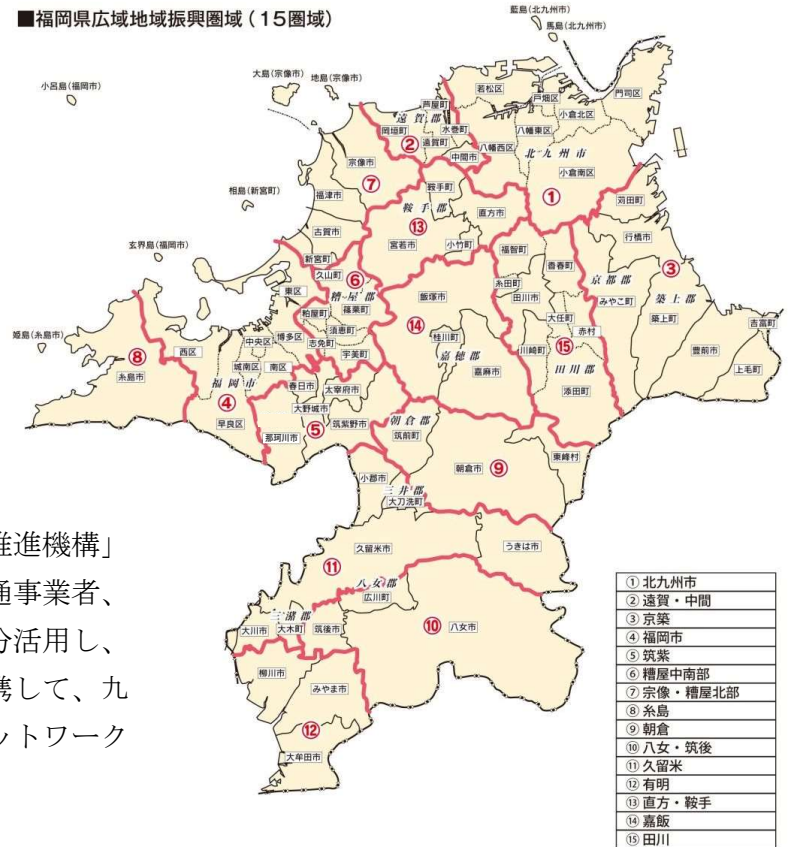 ■福岡県広域地域振興圏域（15圏域）
藍島(北九州市)
馬島(北九州市)
小呂島(福岡市)
大島(宗像市)
地島(宗像市)
相島(新宮町)
玄界島(福岡市)
姫島(糸島市)
若松区
戸畑区
門司区
小倉北区
八幡東区
八幡西区
北九州市
小倉南区
①
芦屋町
遠賀郡
岡垣町
水巻町
遠賀町
②
中間市
宗像市
⑦
福津市
古賀市
鞍手町
鞍手郡
直方市
⑬
宮若市
小竹町
苅田町
行橋市
京都郡
③
みやこ町
築上郡
築上町
吉富町
豊前市
上毛町
新宮町
久山町
⑥
糟屋郡
篠栗町
粕屋町
須恵町
志免町
宇美町
東区
博多区
中央区
西区
城南区
南区
福岡市
④
早良区
⑧
糸島市
春日市
太宰府市
大野城市
⑤
筑紫野市
那珂川市
飯塚市
⑭
桂川町
嘉穂郡
嘉麻市
福智町
香春町
糸田町
田川市
大任町
赤村
川崎町
⑮
田川郡
添田町
朝倉郡
筑前町
朝倉市
⑨
東峰村
小郡市
三井郡
大刀洗町
久留米市
うきは市
⑪
八女郡
広川町
三潴郡
大川市
大木町
筑後市
⑩
八女市
柳川市
みやま市
⑫
大牟田市
推進機構」
通事業者、
分活用し、
携して、九
ットワーク
① 北九州市
② 遠賀・中間
③ 京築
④ 福岡市
⑤ 筑紫
⑥ 糟屋中南部
⑦ 宗像・糟屋北部
⑧ 糸島
⑨ 朝倉
⑩ 八女・筑後
⑪ 久留米
⑫ 有明
⑬ 直方・鞍手
⑭ 嘉飯
⑮ 田川